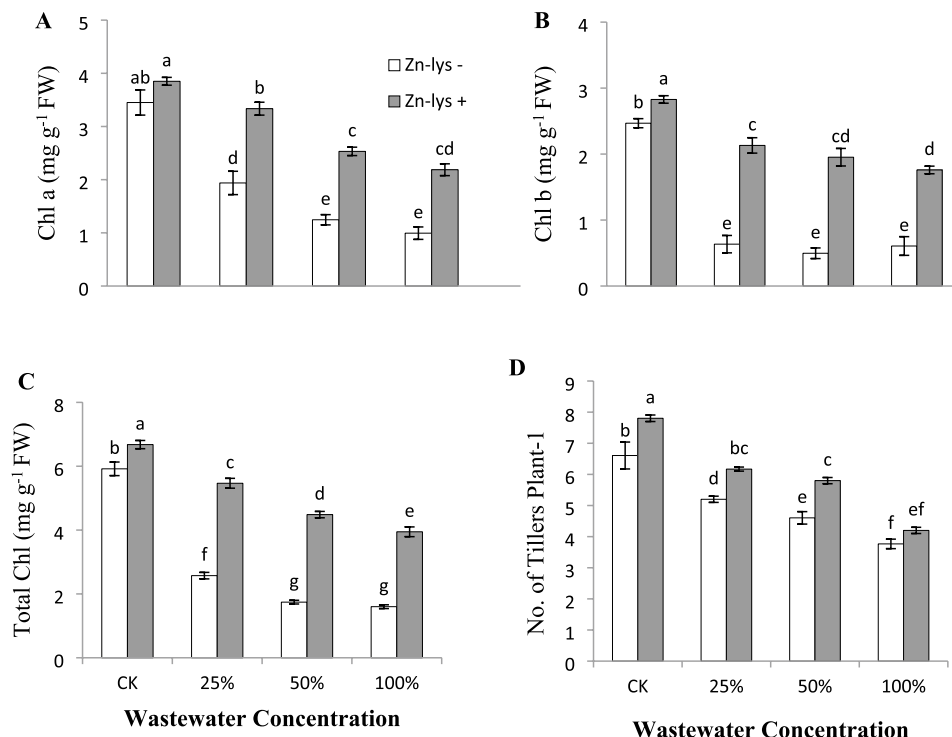 A
Chl a (mg g⁻¹ FW)
5
4
3
2
1
0
ab
a
d
b
e
c
e
cd
Zn-lys -
Zn-lys +
B
Chl b (mg g⁻¹ FW)
4
3
2
1
0
b
a
e
c
e
cd
e
d
C
Total Chl (mg g⁻¹ FW)
8
6
4
2
0
b
a
f
c
g
d
g
e
CK
25%
50%
100%
Wastewater Concentration
D
No. of Tillers Plant-1
9
8
7
6
5
4
3
2
1
0
b
a
d
bc
e
c
f
ef
CK
25%
50%
100%
Wastewater Concentration